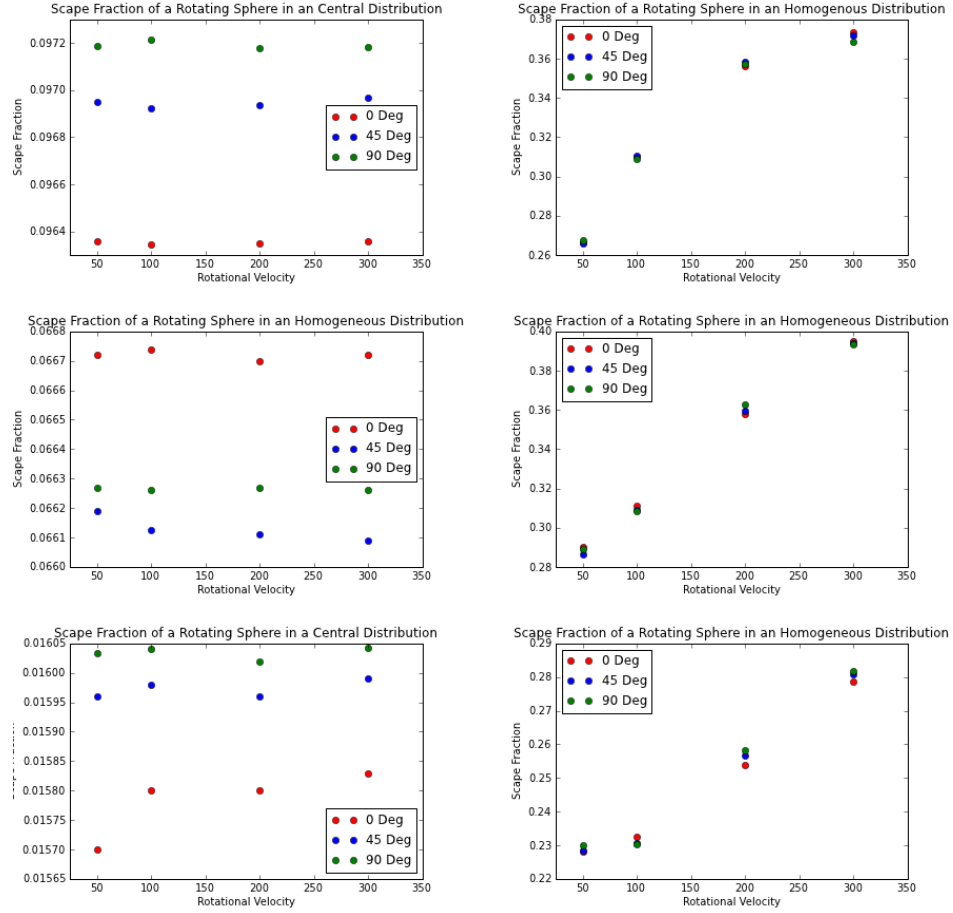 Scape Fraction of a Rotating Sphere in an Central Distribution
0.0972
0.0970
0.0968
0.0966
0.0964
Scape Fraction
0 Deg
45 Deg
90 Deg
50 100 150 200 250 300 350
Rotational Velocity
Scape Fraction of a Rotating Sphere in an Homogenous Distribution
0.38
0.36
0.34
0.32
0.30
0.28
0.26
Scape Fraction
0 Deg
45 Deg
90 Deg
50 100 150 200 250 300 350
Rotational Velocity
Scape Fraction of a Rotating Sphere in an Homogeneous Distribution
0.0668
0.0667
0.0666
0.0665
0.0664
0.0663
0.0662
0.0661
0.0660
Scape Fraction
0 Deg
45 Deg
90 Deg
50 100 150 200 250 300 350
Rotational Velocity
Scape Fraction of a Rotating Sphere in an Homogeneous Distribution
0.40
0.38
0.36
0.34
0.32
0.30
0.28
Scape Fraction
0 Deg
45 Deg
90 Deg
50 100 150 200 250 300 350
Rotational Velocity
Scape Fraction of a Rotating Sphere in a Central Distribution
0.01605
0.01600
0.01595
0.01590
0.01585
0.01580
0.01575
0.01570
0.01565
0 Deg
45 Deg
90 Deg
50 100 150 200 250 300 350
Rotational Velocity
Scape Fraction of a Rotating Sphere in an Homogeneous Distribution
0.29
0.28
0.27
0.26
0.25
0.24
0.23
0.22
Scape Fraction
0 Deg
45 Deg
90 Deg
50 100 150 200 250 300 350
Rotational Velocity